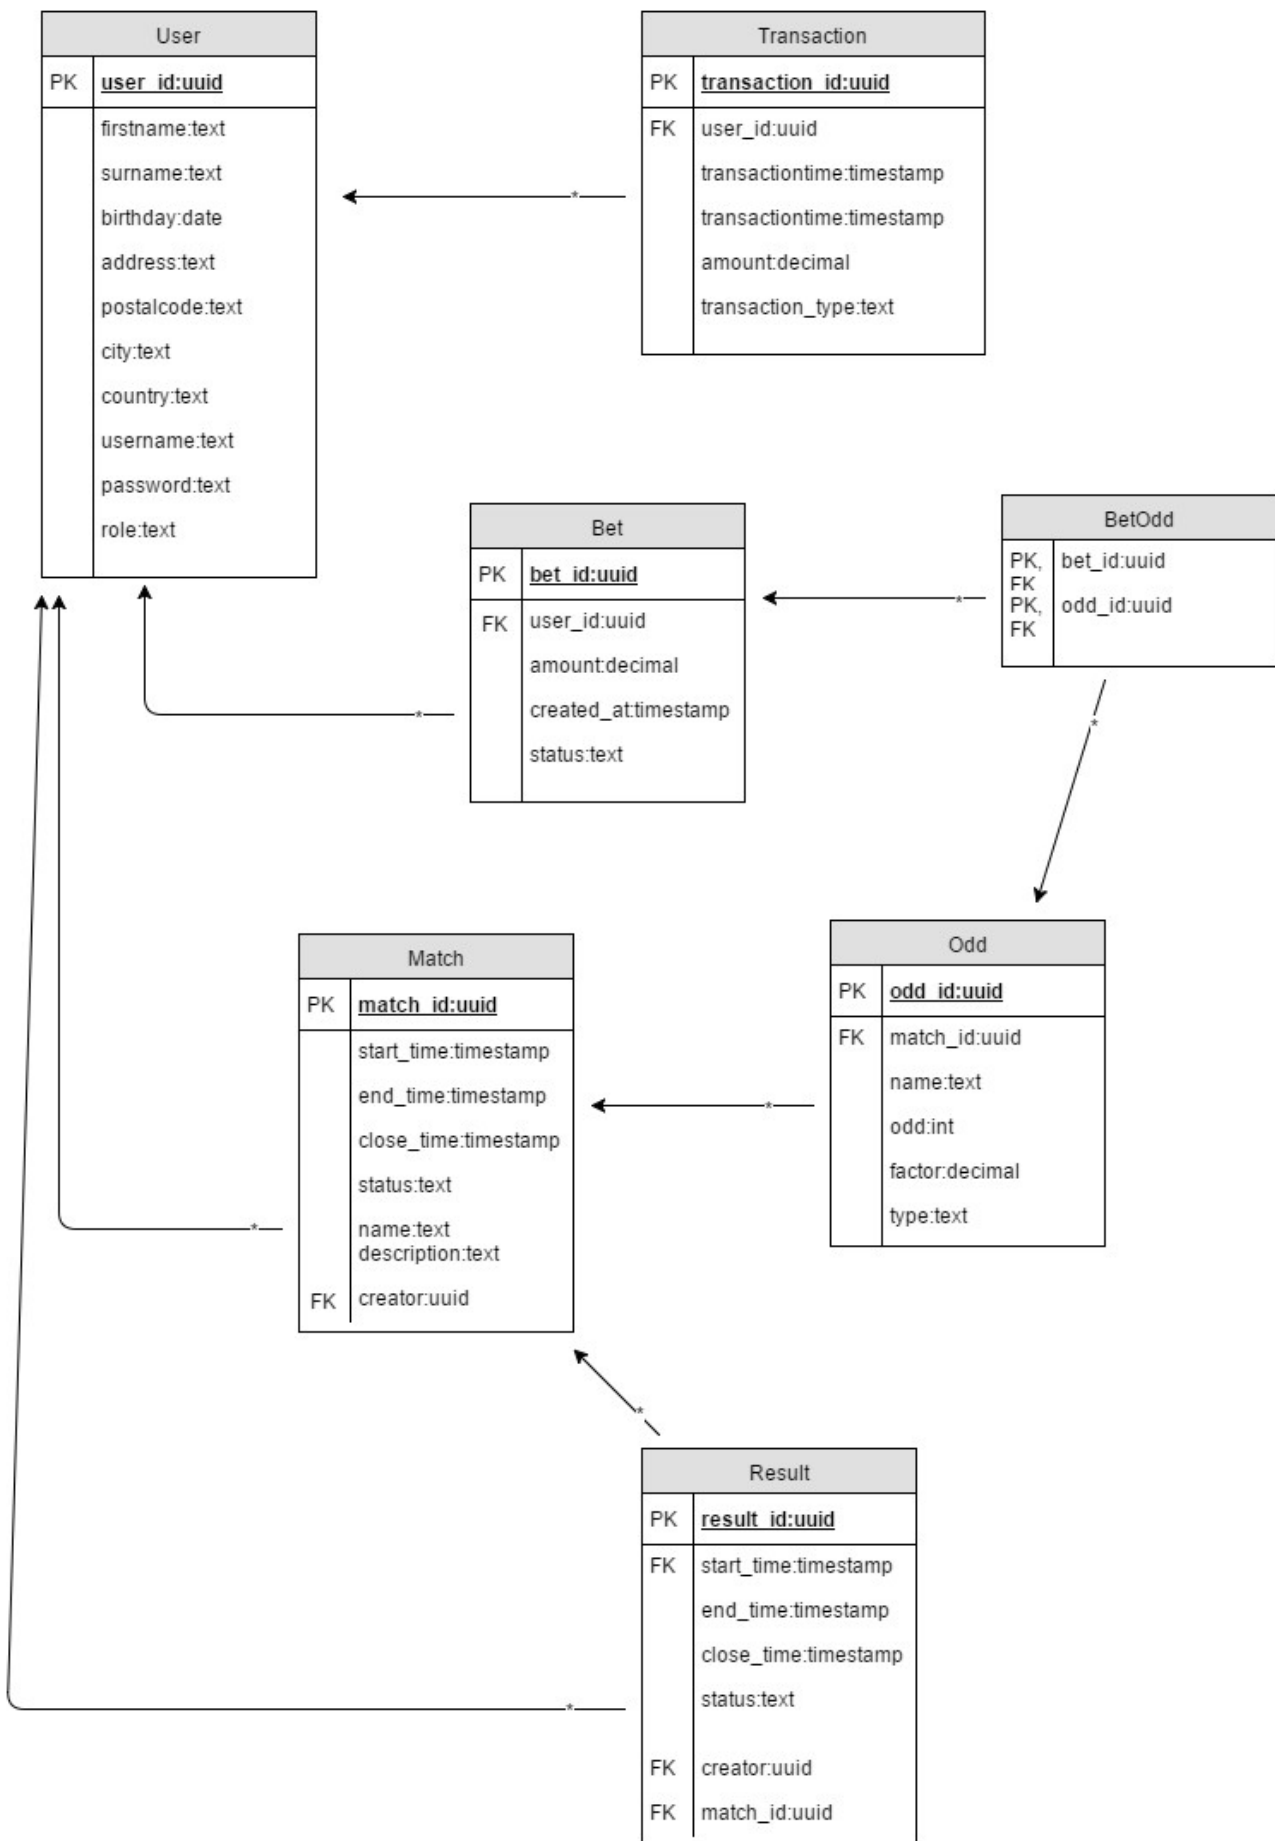 User
PK user_id:uuid
firstname:text
surname:text
birthday:date
address:text
postalcode:text
city:text
country:text
username:text
password:text
role:text
Transaction
PK transaction_id:uuid
FK user_id:uuid
transactiontime:timestamp
transactiontime:timestamp
amount:decimal
transaction_type:text
*
Bet
PK bet_id:uuid
FK user_id:uuid
amount:decimal
created_at:timestamp
status:text
*
BetOdd
PK, bet_id:uuid
FK
PK, odd_id:uuid
FK
*
*
Match
PK match_id:uuid
start_time:timestamp
end_time:timestamp
close_time:timestamp
status:text
name:text
description:text
FK creator:uuid
*
Odd
PK odd_id:uuid
FK match_id:uuid
name:text
odd:int
factor:decimal
type:text
*
Result
PK result_id:uuid
FK start_time:timestamp
end_time:timestamp
close_time:timestamp
status:text
FK creator:uuid
FK match_id:uuid
*
*